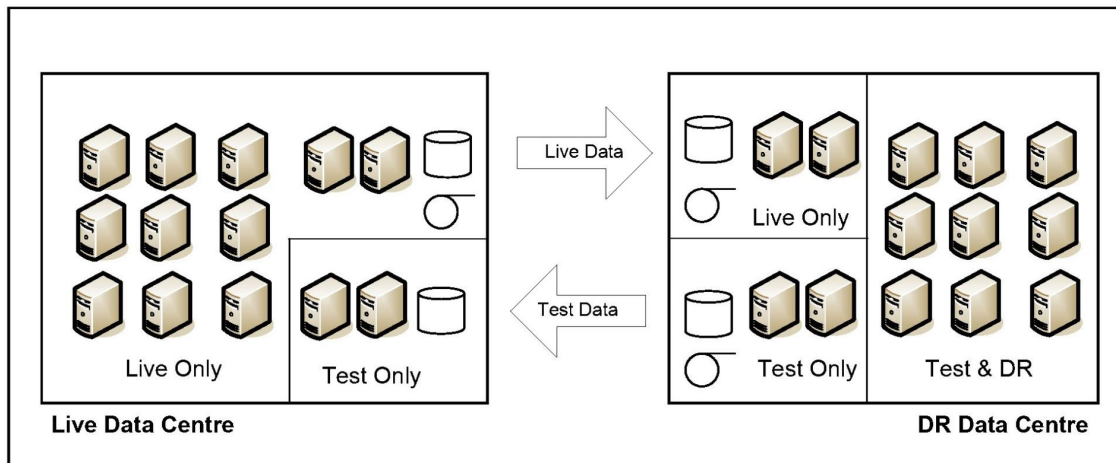 Live Data
Live Only
Test Data
Live Only
Test Only
Test Only
Test & DR
Live Data Centre
DR Data Centre